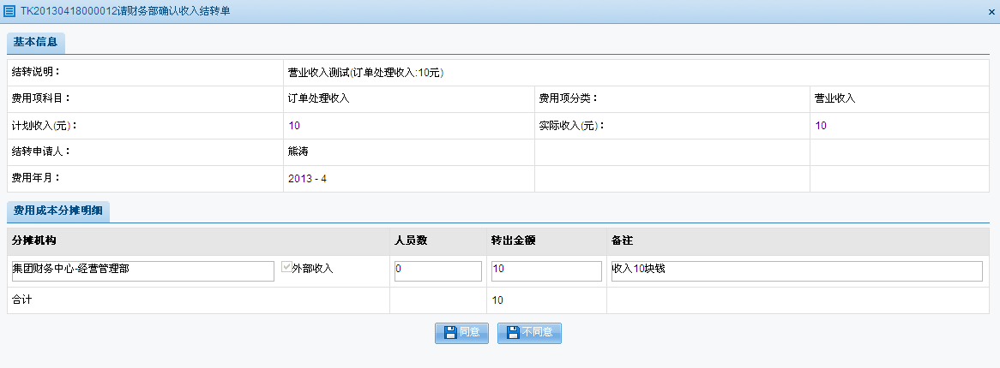 TK20130418000012请财务部确认收入结转单
基本信息
结转说明： 营业收入测试(订单处理收入:10元)
费用项科目： 订单处理收入 费用项分类： 营业收入
计划收入(元)： 10 实际收入(元)： 10
结转申请人： 熊涛
费用年月： 2013 - 4
费用成本分摊明细
分摊机构 人员数 转出金额 备注
集团财务中心-经营管理部 外部收入 0 10 收入10块钱
合计 10
同意 不同意